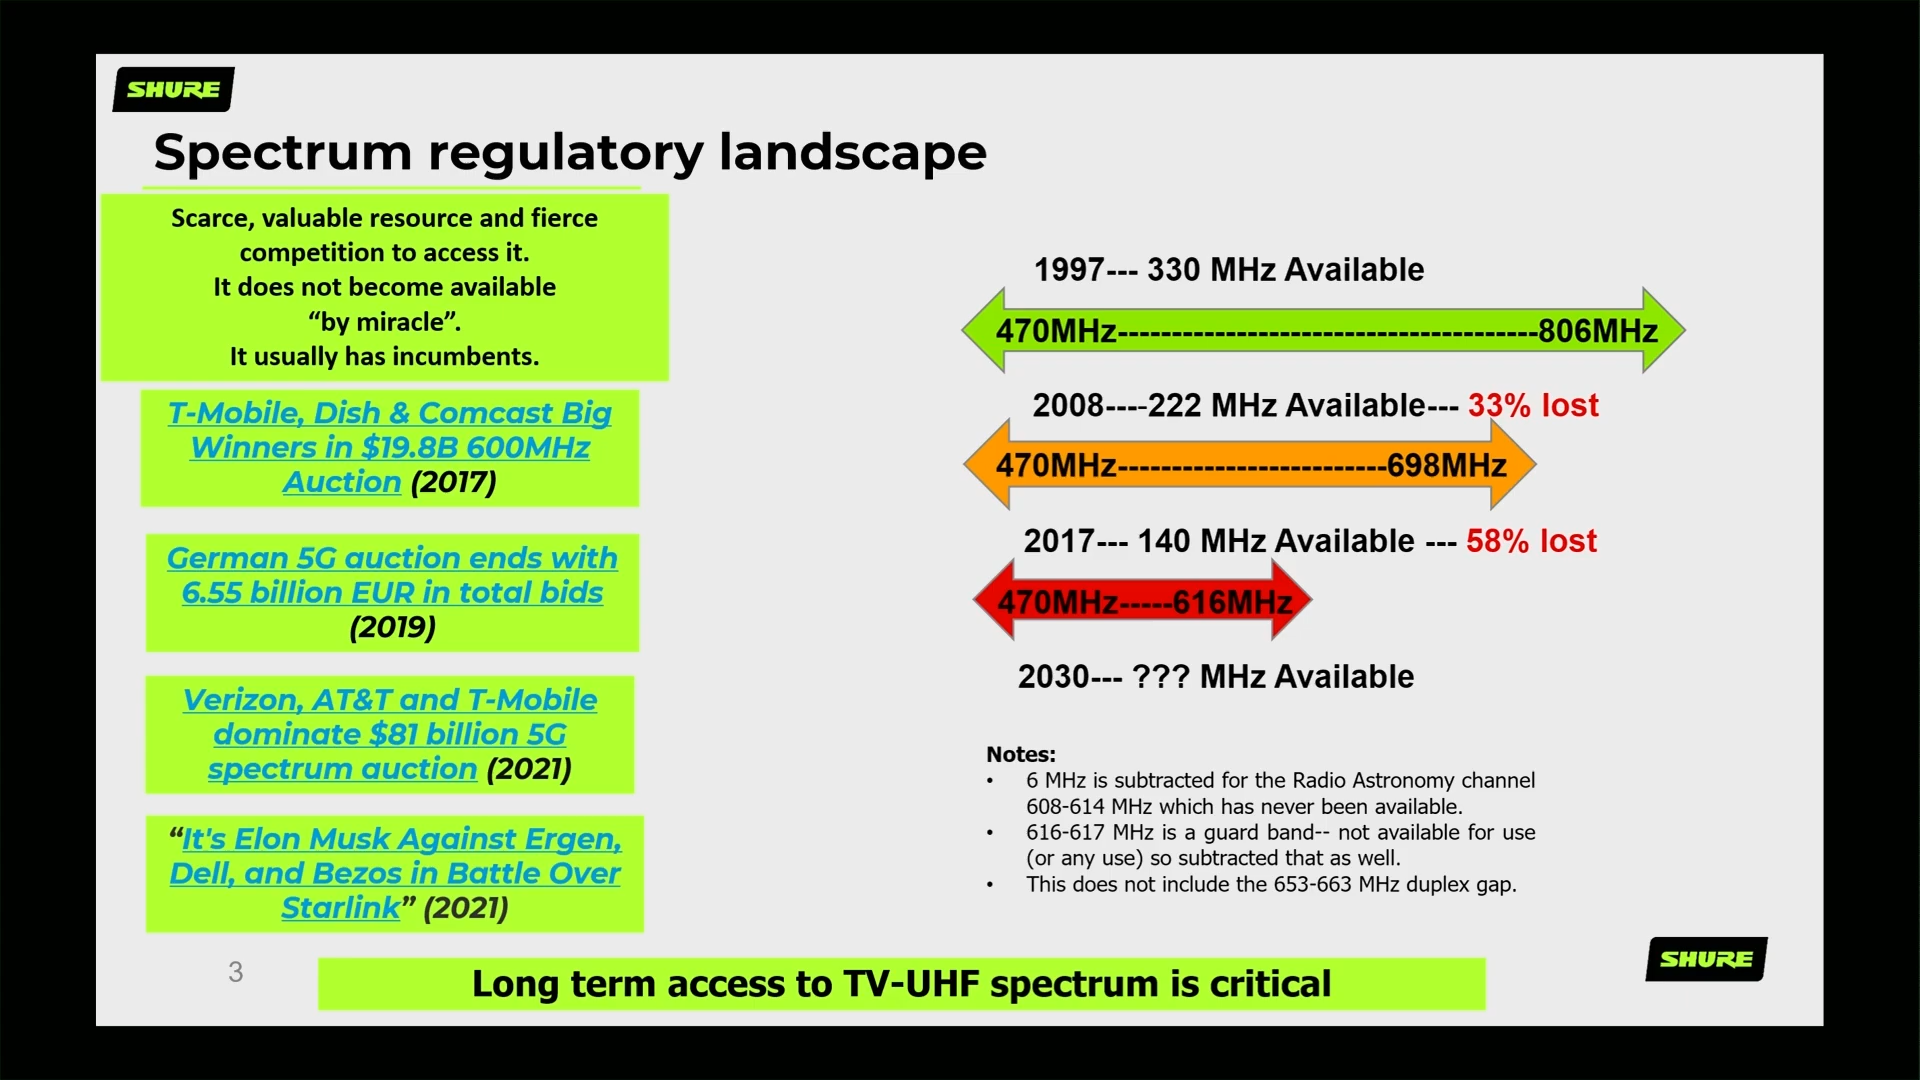 SHURE
Spectrum regulatory landscape
Scarce, valuable resource and fierce
competition to access it.
It does not become available
“by miracle”.
It usually has incumbents.
T-Mobile, Dish & Comcast Big
Winners in $19.8B 600MHz
Auction (2017)
German 5G auction ends with
6.55 billion EUR in total bids
(2019)
Verizon, AT&T and T-Mobile
dominate $81 billion 5G
spectrum auction (2021)
“It's Elon Musk Against Ergen,
Dell, and Bezos in Battle Over
Starlink” (2021)
1997--- 330 MHz Available
470MHz---------------------------------------806MHz
2008----222 MHz Available--- 33% lost
470MHz-------------------------698MHz
2017--- 140 MHz Available --- 58% lost
470MHz-----616MHz
2030--- ??? MHz Available
Notes:
• 6 MHz is subtracted for the Radio Astronomy channel
608-614 MHz which has never been available.
• 616-617 MHz is a guard band-- not available for use
(or any use) so subtracted that as well.
• This does not include the 653-663 MHz duplex gap.
3
Long term access to TV-UHF spectrum is critical
SHURE